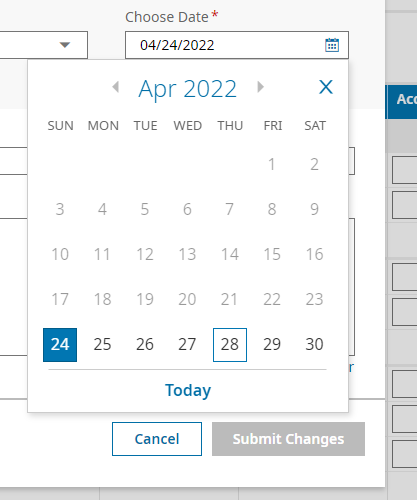 Choose Date*
04/24/2022
Apr 2022 X
SUN MON TUE WED THU FRI SAT
1 2
3 4 5 6 7 8 9
10 11 12 13 14 15 16
17 18 19 20 21 22 23
24 25 26 27 28 29 30
Today
Cancel Submit Changes